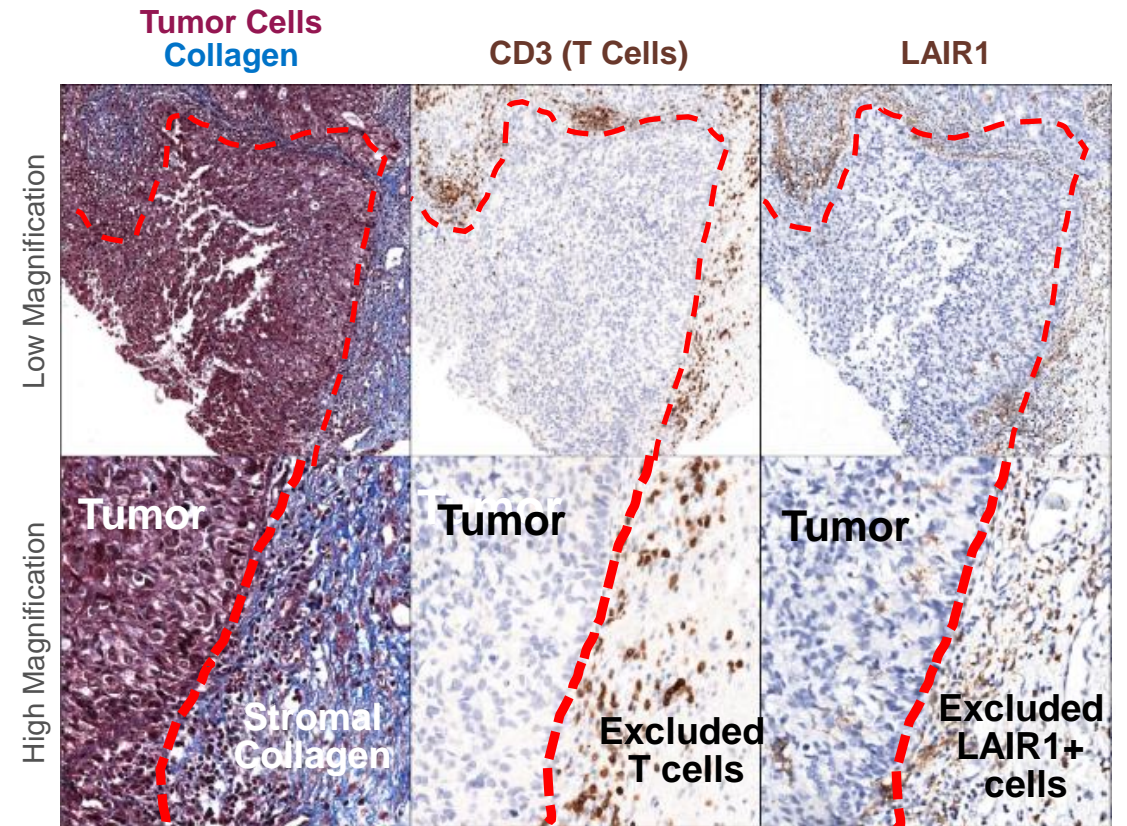 Tumor Cells
Collagen
CD3 (T Cells)
LAIR1
Low Magnification
High Magnification
Tumor
Tumor
Tumor
Stromal
Collagen
Excluded
T cells
Excluded
LAIR1+
cells